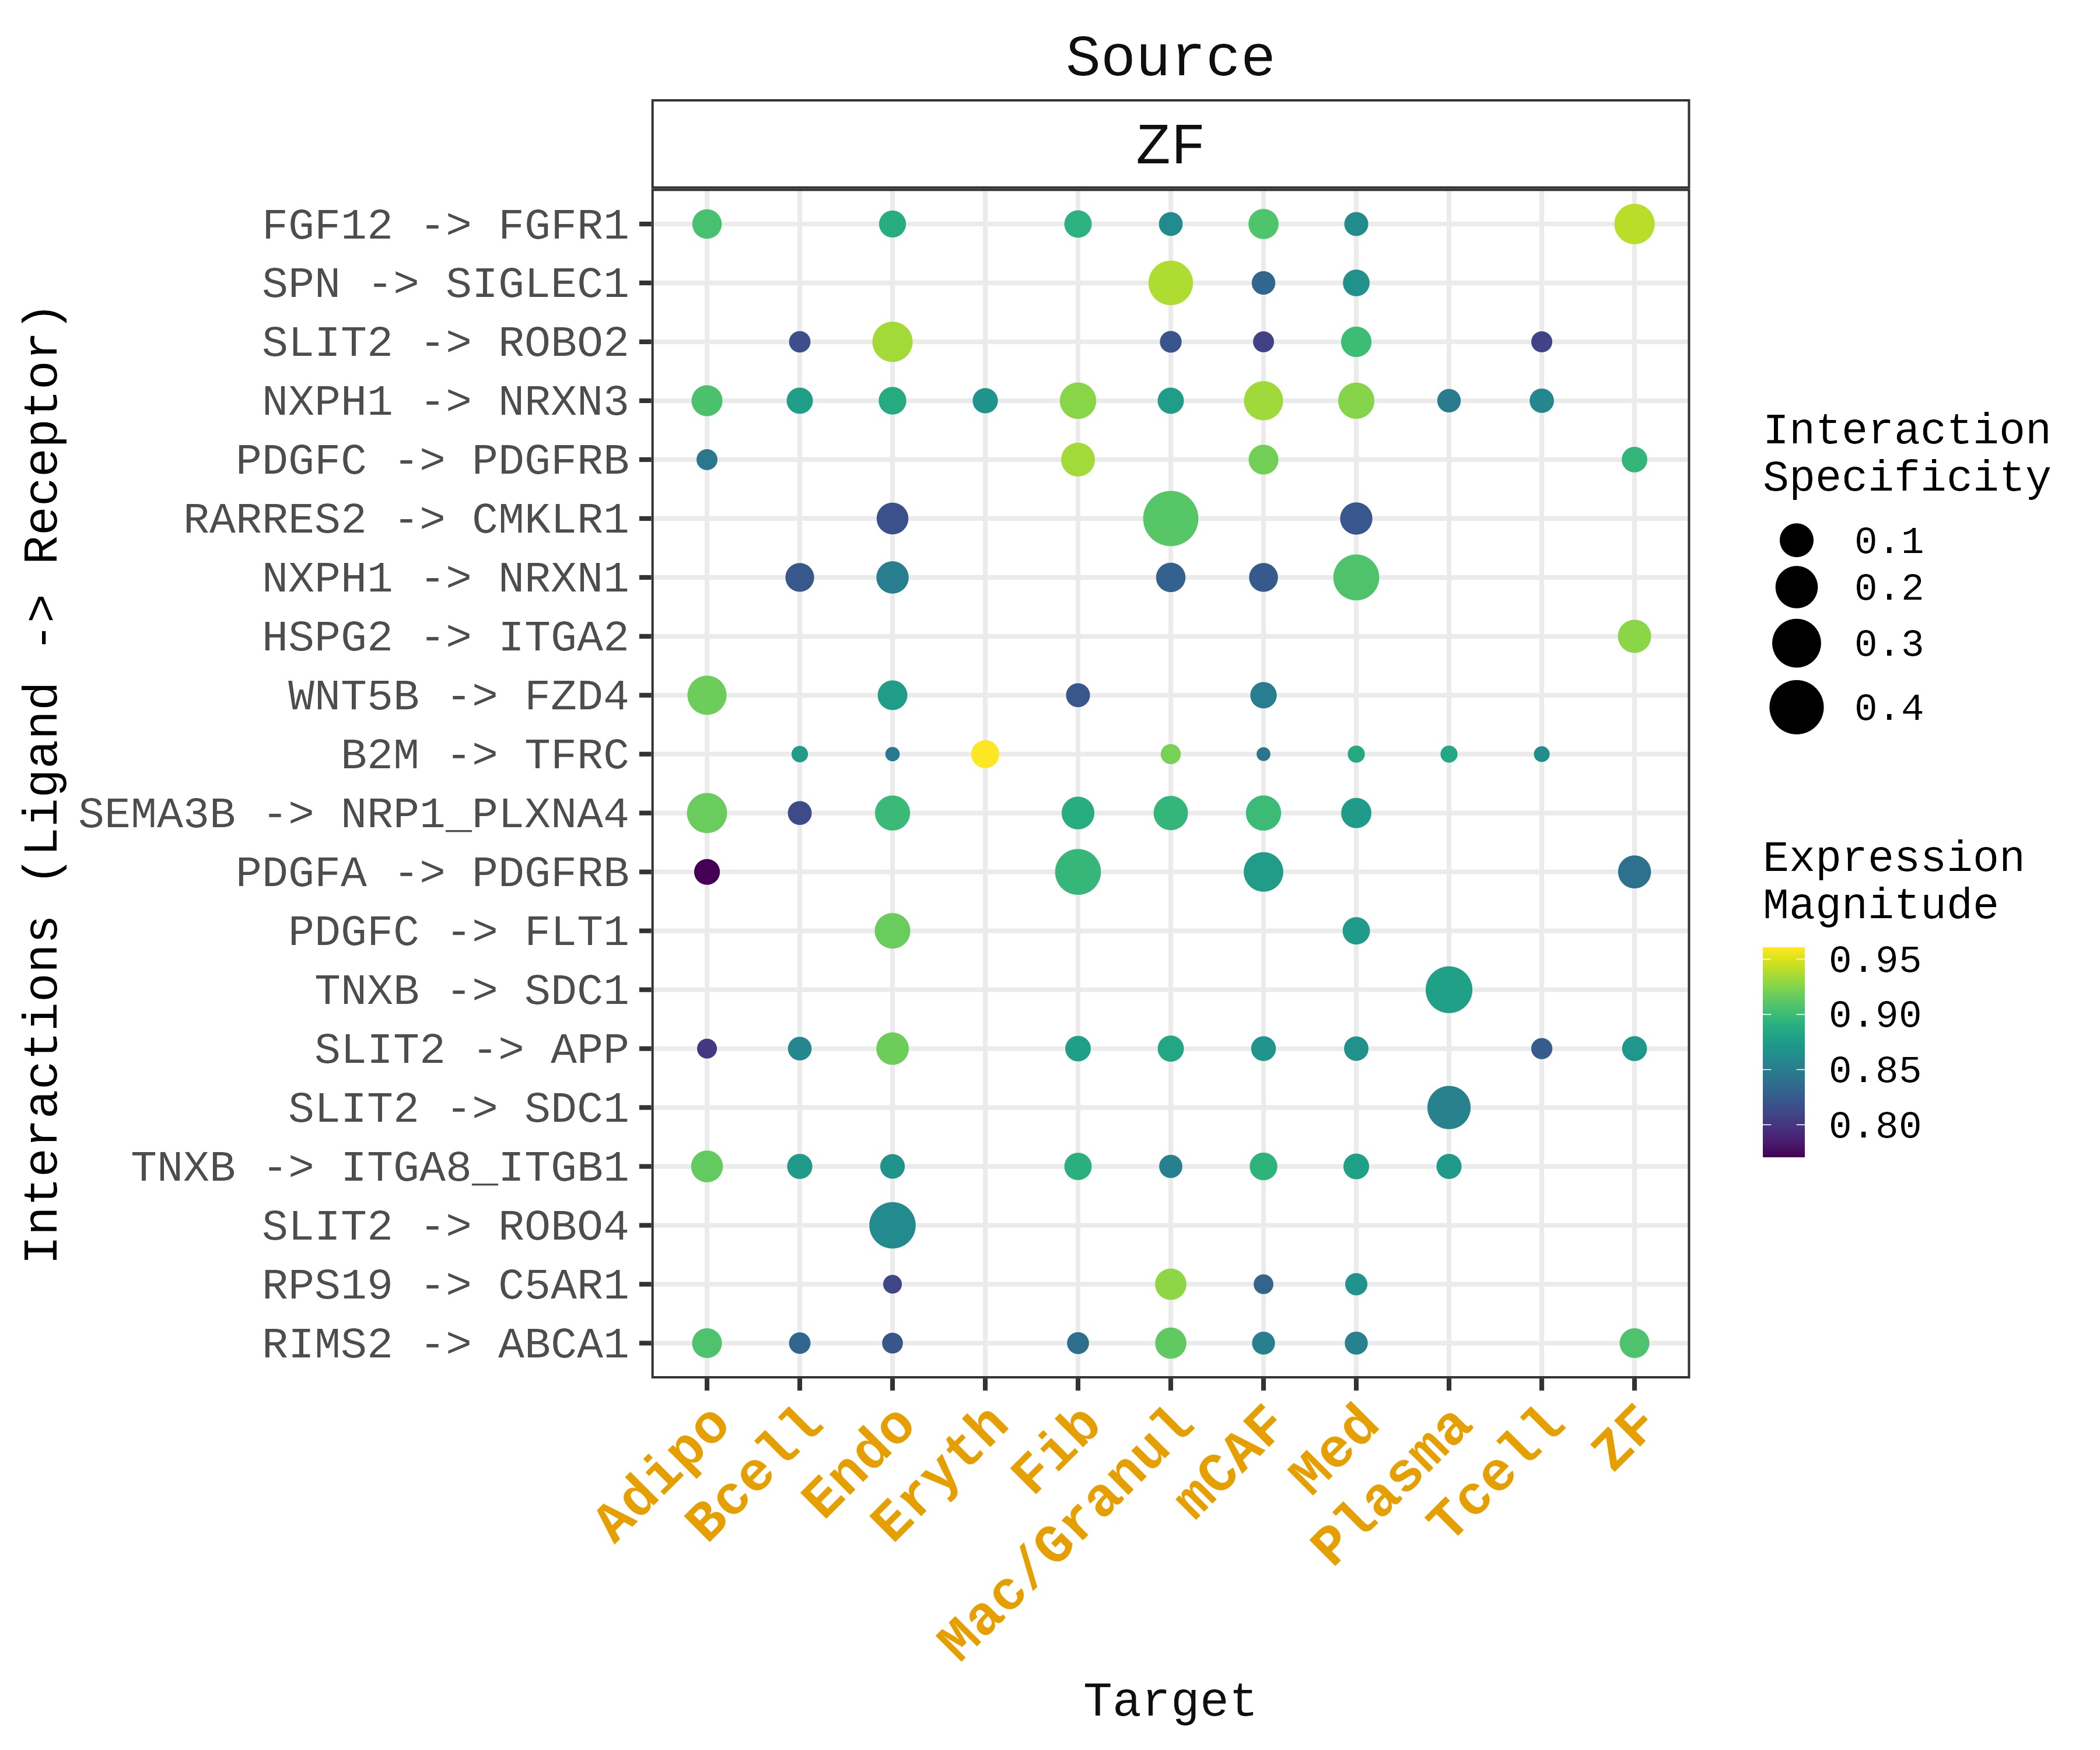 Source
ZF
Interactions (Ligand -> Receptor)
FGF12 -> FGFR1
SPN -> SIGLEC1
SLIT2 -> ROBO2
NXPH1 -> NRXN3
PDGFC -> PDGFRB
RARRES2 -> CMKLR1
NXPH1 -> NRXN1
HSPG2 -> ITGA2
WNT5B -> FZD4
B2M -> TFRC
SEMA3B -> NRP1_PLXNA4
PDGFA -> PDGFRB
PDGFC -> FLT1
TNXB -> SDC1
SLIT2 -> APP
SLIT2 -> SDC1
TNXB -> ITGA8_ITGB1
SLIT2 -> ROBO4
RPS19 -> C5AR1
RIMS2 -> ABCA1
Adipo
Bcell
Endo
Eryth
Fib
Mac/Granul
mCAF
Med
Plasma
Tcell
ZF
Target
Interaction
Specificity
0.1
0.2
0.3
0.4
Expression
Magnitude
0.95
0.90
0.85
0.80